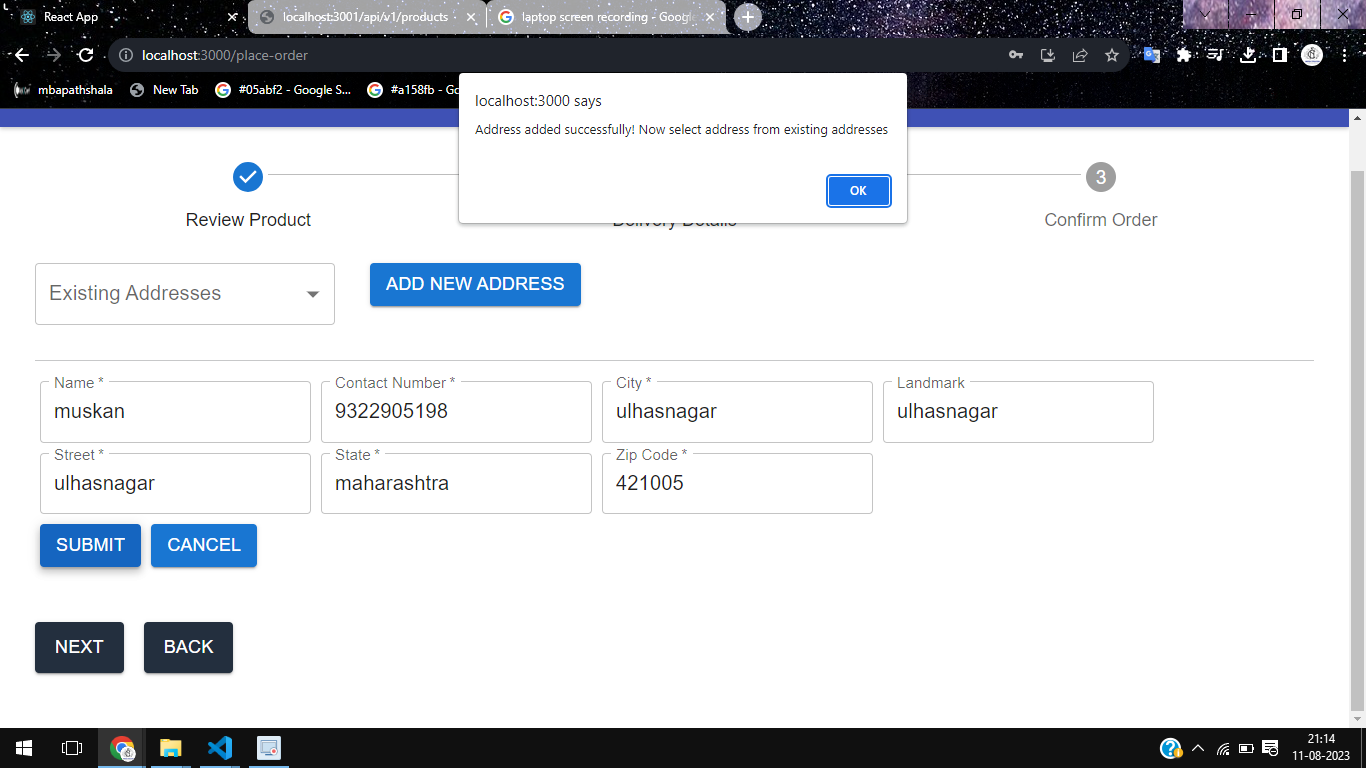 React App
localhost:3001/api/v1/products
laptop screen recording - Google
localhost:3000/place-order
mbapathshala
New Tab
#05abf2 - Google S...
#a158fb - Go
localhost:3000 says
Address added successfully! Now select address from existing addresses
OK
3
Review Product
Delivery Details
Confirm Order
Existing Addresses
ADD NEW ADDRESS
Name *
muskan
Contact Number *
9322905198
City *
ulhasnagar
Landmark
ulhasnagar
Street *
ulhasnagar
State *
maharashtra
Zip Code *
421005
SUBMIT
CANCEL
NEXT
BACK
21:14
11-08-2023